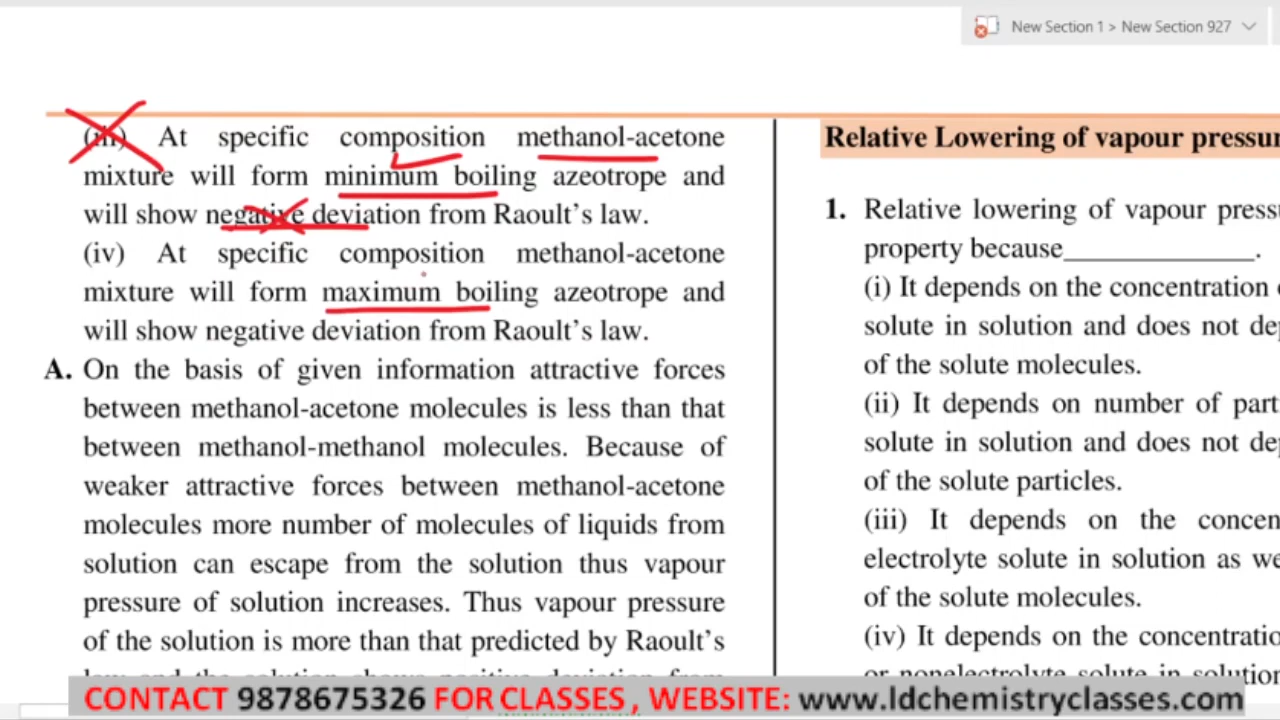 New Section 1 > New Section 927
(iii) At specific composition methanol-acetone
mixture will form minimum boiling azeotrope and
will show negative deviation from Raoult's law.
(iv) At specific composition methanol-acetone
mixture will form maximum boiling azeotrope and
will show negative deviation from Raoult's law.
A. On the basis of given information attractive forces
between methanol-acetone molecules is less than that
between methanol-methanol molecules. Because of
weaker attractive forces between methanol-acetone
molecules more number of molecules of liquids from
solution can escape from the solution thus vapour
pressure of solution increases. Thus vapour pressure
of the solution is more than that predicted by Raoult's
Relative Lowering of vapour
1. Relative lowering of vapour
property because____________.
(i) It depends on the concentration
solute in solution and does not
of the solute molecules.
(ii) It depends on number of
solute in solution and does not
of the solute particles.
(iii) It depends on the
electrolyte solute in solution as
of the solute molecules.
(iv) It depends on the
or nonelectrolyte solute in
CONTACT 9878675326 FOR CLASSES , WEBSITE: www.ldchemistryclasses.com